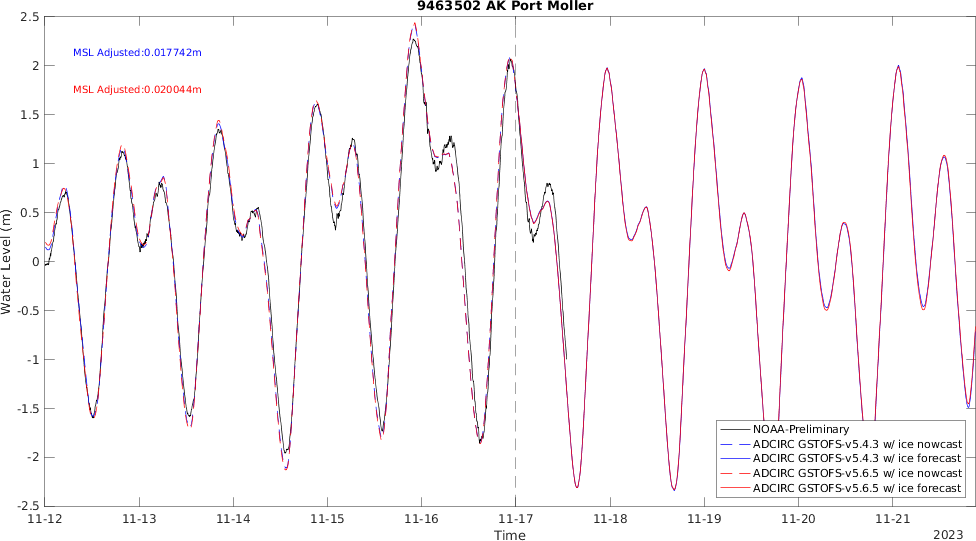 9463502 AK Port Moller
MSL Adjusted:0.017742m
MSL Adjusted:0.020044m
Water Level (m)
2.5
2
1.5
1
0.5
0
-0.5
-1
-1.5
-2
-2.5
NOAA-Preliminary
ADCIRC GSTOFS-v5.4.3 w/ ice nowcast
ADCIRC GSTOFS-v5.4.3 w/ ice forecast
ADCIRC GSTOFS-v5.6.5 w/ ice nowcast
ADCIRC GSTOFS-v5.6.5 w/ ice forecast
11-12 11-13 11-14 11-15 11-16 11-17 11-18 11-19 11-20 11-21
Time
2023